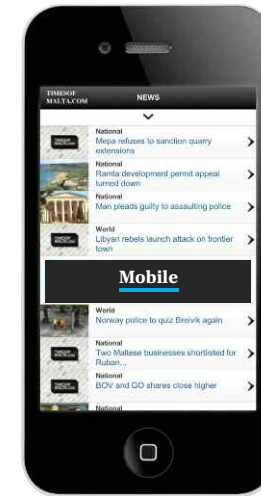 TIMESOF
MALTA.COM
NEWS
National
Mepa refuses to sanction quarry
extensions
National
Ramla development permit appeal
turned down
National
Man pleads guilty to assaulting police
World
Libyan rebels launch attack on frontier
town
Mobile
World
Norway police to quiz Breivik again
National
Two Maltese businesses shortlisted for
Ruban...
National
BOV and GO shares close higher
National